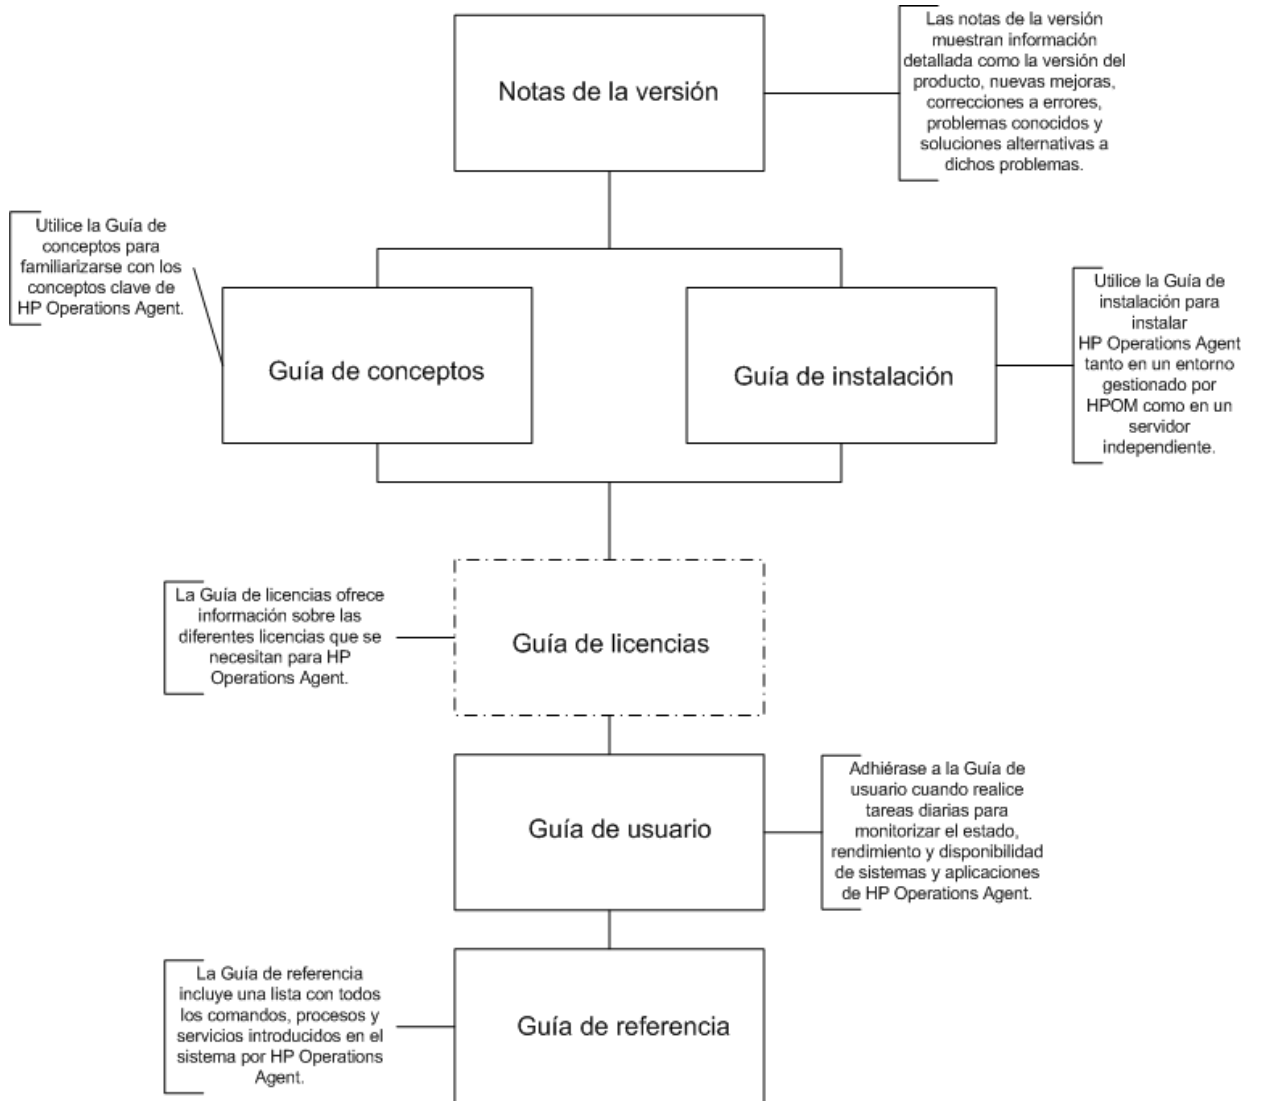 Notas de la versión
Las notas de la versión
muestran información
detallada como la versión del
producto, nuevas mejoras,
correcciones a errores,
problemas conocidos y
soluciones alternativas a
dichos problemas.
Utilice la Guía de
conceptos para
familiarizarse con los
conceptos clave de
HP Operations Agent.
Guía de conceptos
Guía de instalación
Utilice la Guía de
instalación para
instalar
HP Operations Agent
tanto en un entorno
gestionado por
HPOM como en un
servidor
independiente.
La Guía de licencias ofrece
información sobre las
diferentes licencias que se
necesitan para HP
Operations Agent.
Guía de licencias
Guía de usuario
Adhiérase a la Guía de
usuario cuando realice
tareas diarias para
monitorizar el estado,
rendimiento y disponibilidad
de sistemas y aplicaciones
de HP Operations Agent.
La Guía de referencia
incluye una lista con todos
los comandos, procesos y
servicios introducidos en el
sistema por HP Operations
Agent.
Guía de referencia